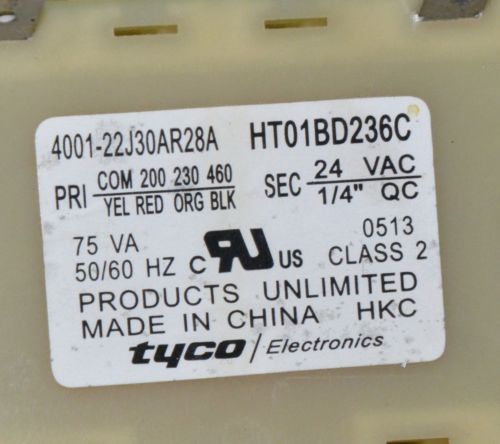 4001-22J30AR28A HT01BD236C
PRI COM 200 230 460 SEC 24 VAC
YEL RED ORG BLK 1/4" QC
75 VA 0513
50/60 HZ C RU US CLASS 2
PRODUCTS UNLIMITED
MADE IN CHINA HKC
tyco / Electronics